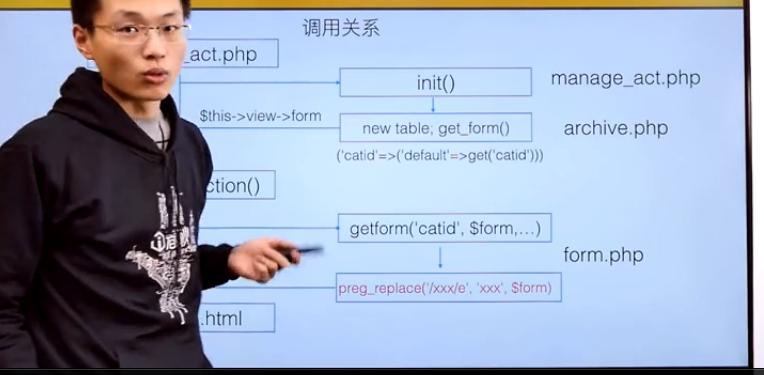 调用关系
_act.php
init()
manage_act.php
$this->view->form
new table; get_form()
archive.php
('catid'=>('default'=>get('catid')))
ction()
getform('catid', $form,...)
form.php
preg_replace('/xxx/e', 'xxx', $form)
.html